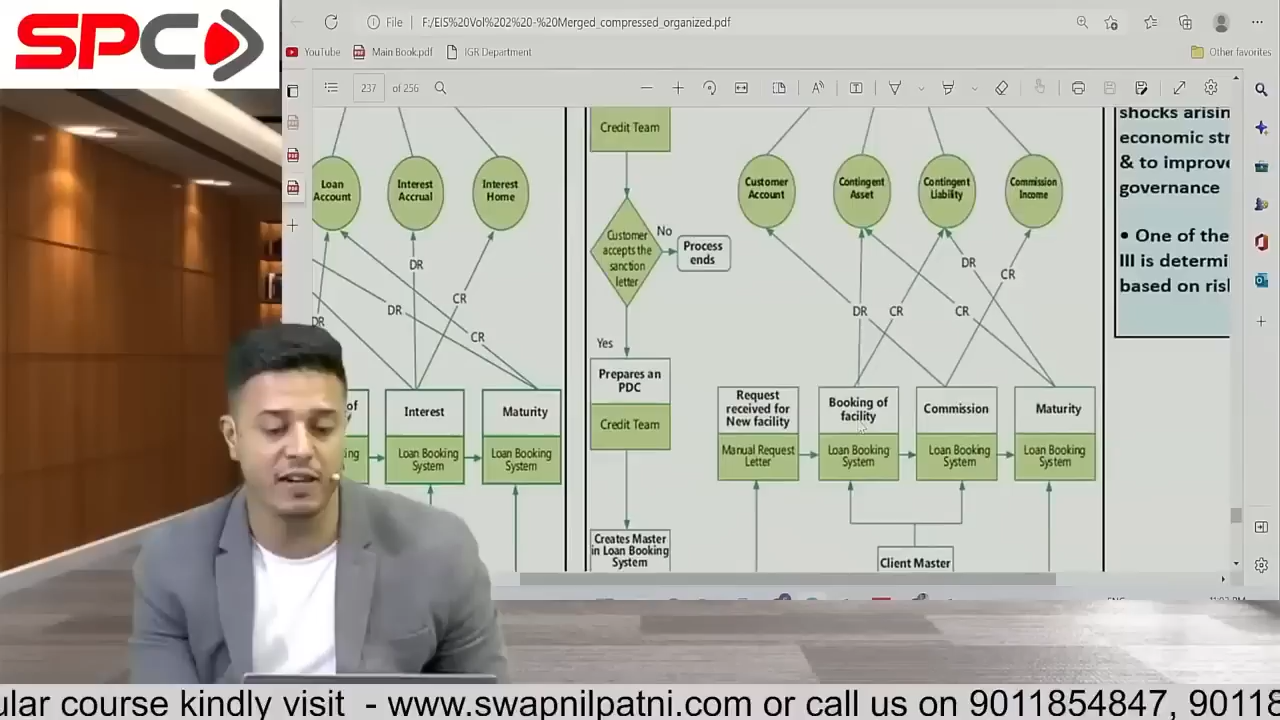 SPC
File
F:/EIS%20Vol%202%20-%20Merged_compressed_organized.pdf
YouTube
Main Book.pdf
IGR Department
Other favorites
237
of 256
Credit Team
shocks arisin
economic str
& to improve
governance
• One of the
III is determi
based on risl
Loan
Account
Interest
Accrual
Interest
Home
Customer
accepts the
sanction
letter
No
Process
ends
Customer
Account
Contingent
Asset
Contingent
Liability
Commission
Income
DR
DR
CR
DR
CR
DR
CR
DR
CR
CR
Yes
of
Interest
Maturity
ing
Loan Booking
System
Loan Booking
System
Prepares an
PDC
Credit Team
Request
received for
New facility
Manual Request
Letter
Booking of
facility
Loan Booking
System
Commission
Loan Booking
System
Maturity
Loan Booking
System
Creates Master
in Loan Booking
System
Client Master
ular course kindly visit - www.swapnilpatni.com or call us on 9011854847, 90118